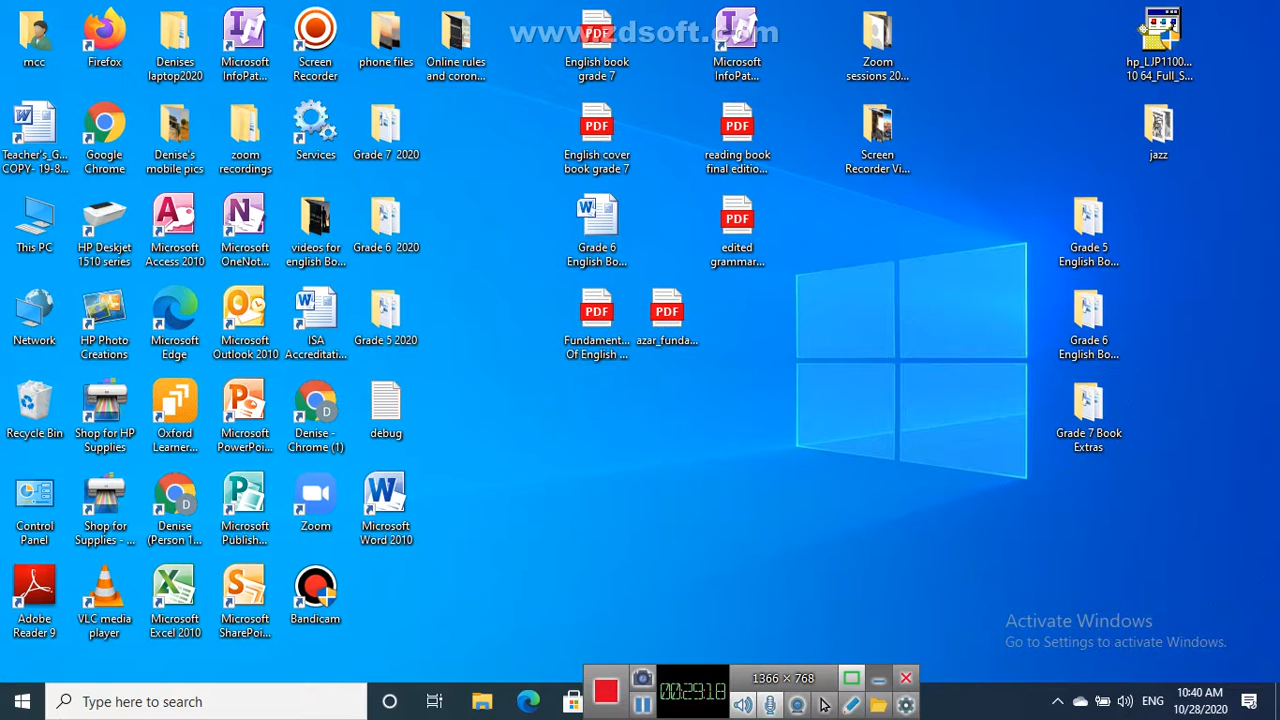 www.zdsoft.com
mcc
Firefox
Denises
laptop2020
Microsoft
InfoPat...
Screen
Recorder
phone files
Online rules
and coron...
PDF
English book
grade 7
Microsoft
InfoPat...
Zoom
sessions 20...
hp_LJP1100...
10 64_Full_S...
Teacher's_G...
COPY- 19-8...
Google
Chrome
Denise's
mobile pics
zoom
recordings
Services
Grade 7 2020
PDF
English cover
book grade 7
PDF
reading book
final editio...
Screen
Recorder Vi...
jazz
This PC
HP Deskjet
1510 series
Microsoft
Access 2010
Microsoft
OneNot...
videos for
english Bo...
Grade 6 2020
Grade 6
English Bo...
PDF
edited
grammar...
Grade 5
English Bo...
Network
HP Photo
Creations
Microsoft
Edge
Microsoft
Outlook 2010
ISA
Accreditati...
Grade 5 2020
PDF
Fundament...
Of English ...
PDF
azar_funda...
Grade 6
English Bo...
Recycle Bin
Shop for HP
Supplies
Oxford
Learner...
Microsoft
PowerPoi...
D
Denise -
Chrome (1)
debug
Grade 7 Book
Extras
Control
Panel
Shop for
Supplies - ...
D
Denise
(Person 1...
Microsoft
Publish...
Zoom
Microsoft
Word 2010
Adobe
Reader 9
VLC media
player
Microsoft
Excel 2010
Microsoft
SharePoi...
Bandicam
Activate Windows
Go to Settings to activate Windows.
00:29:18
1366 × 768
Type here to search
ENG
10:40 AM
10/28/2020